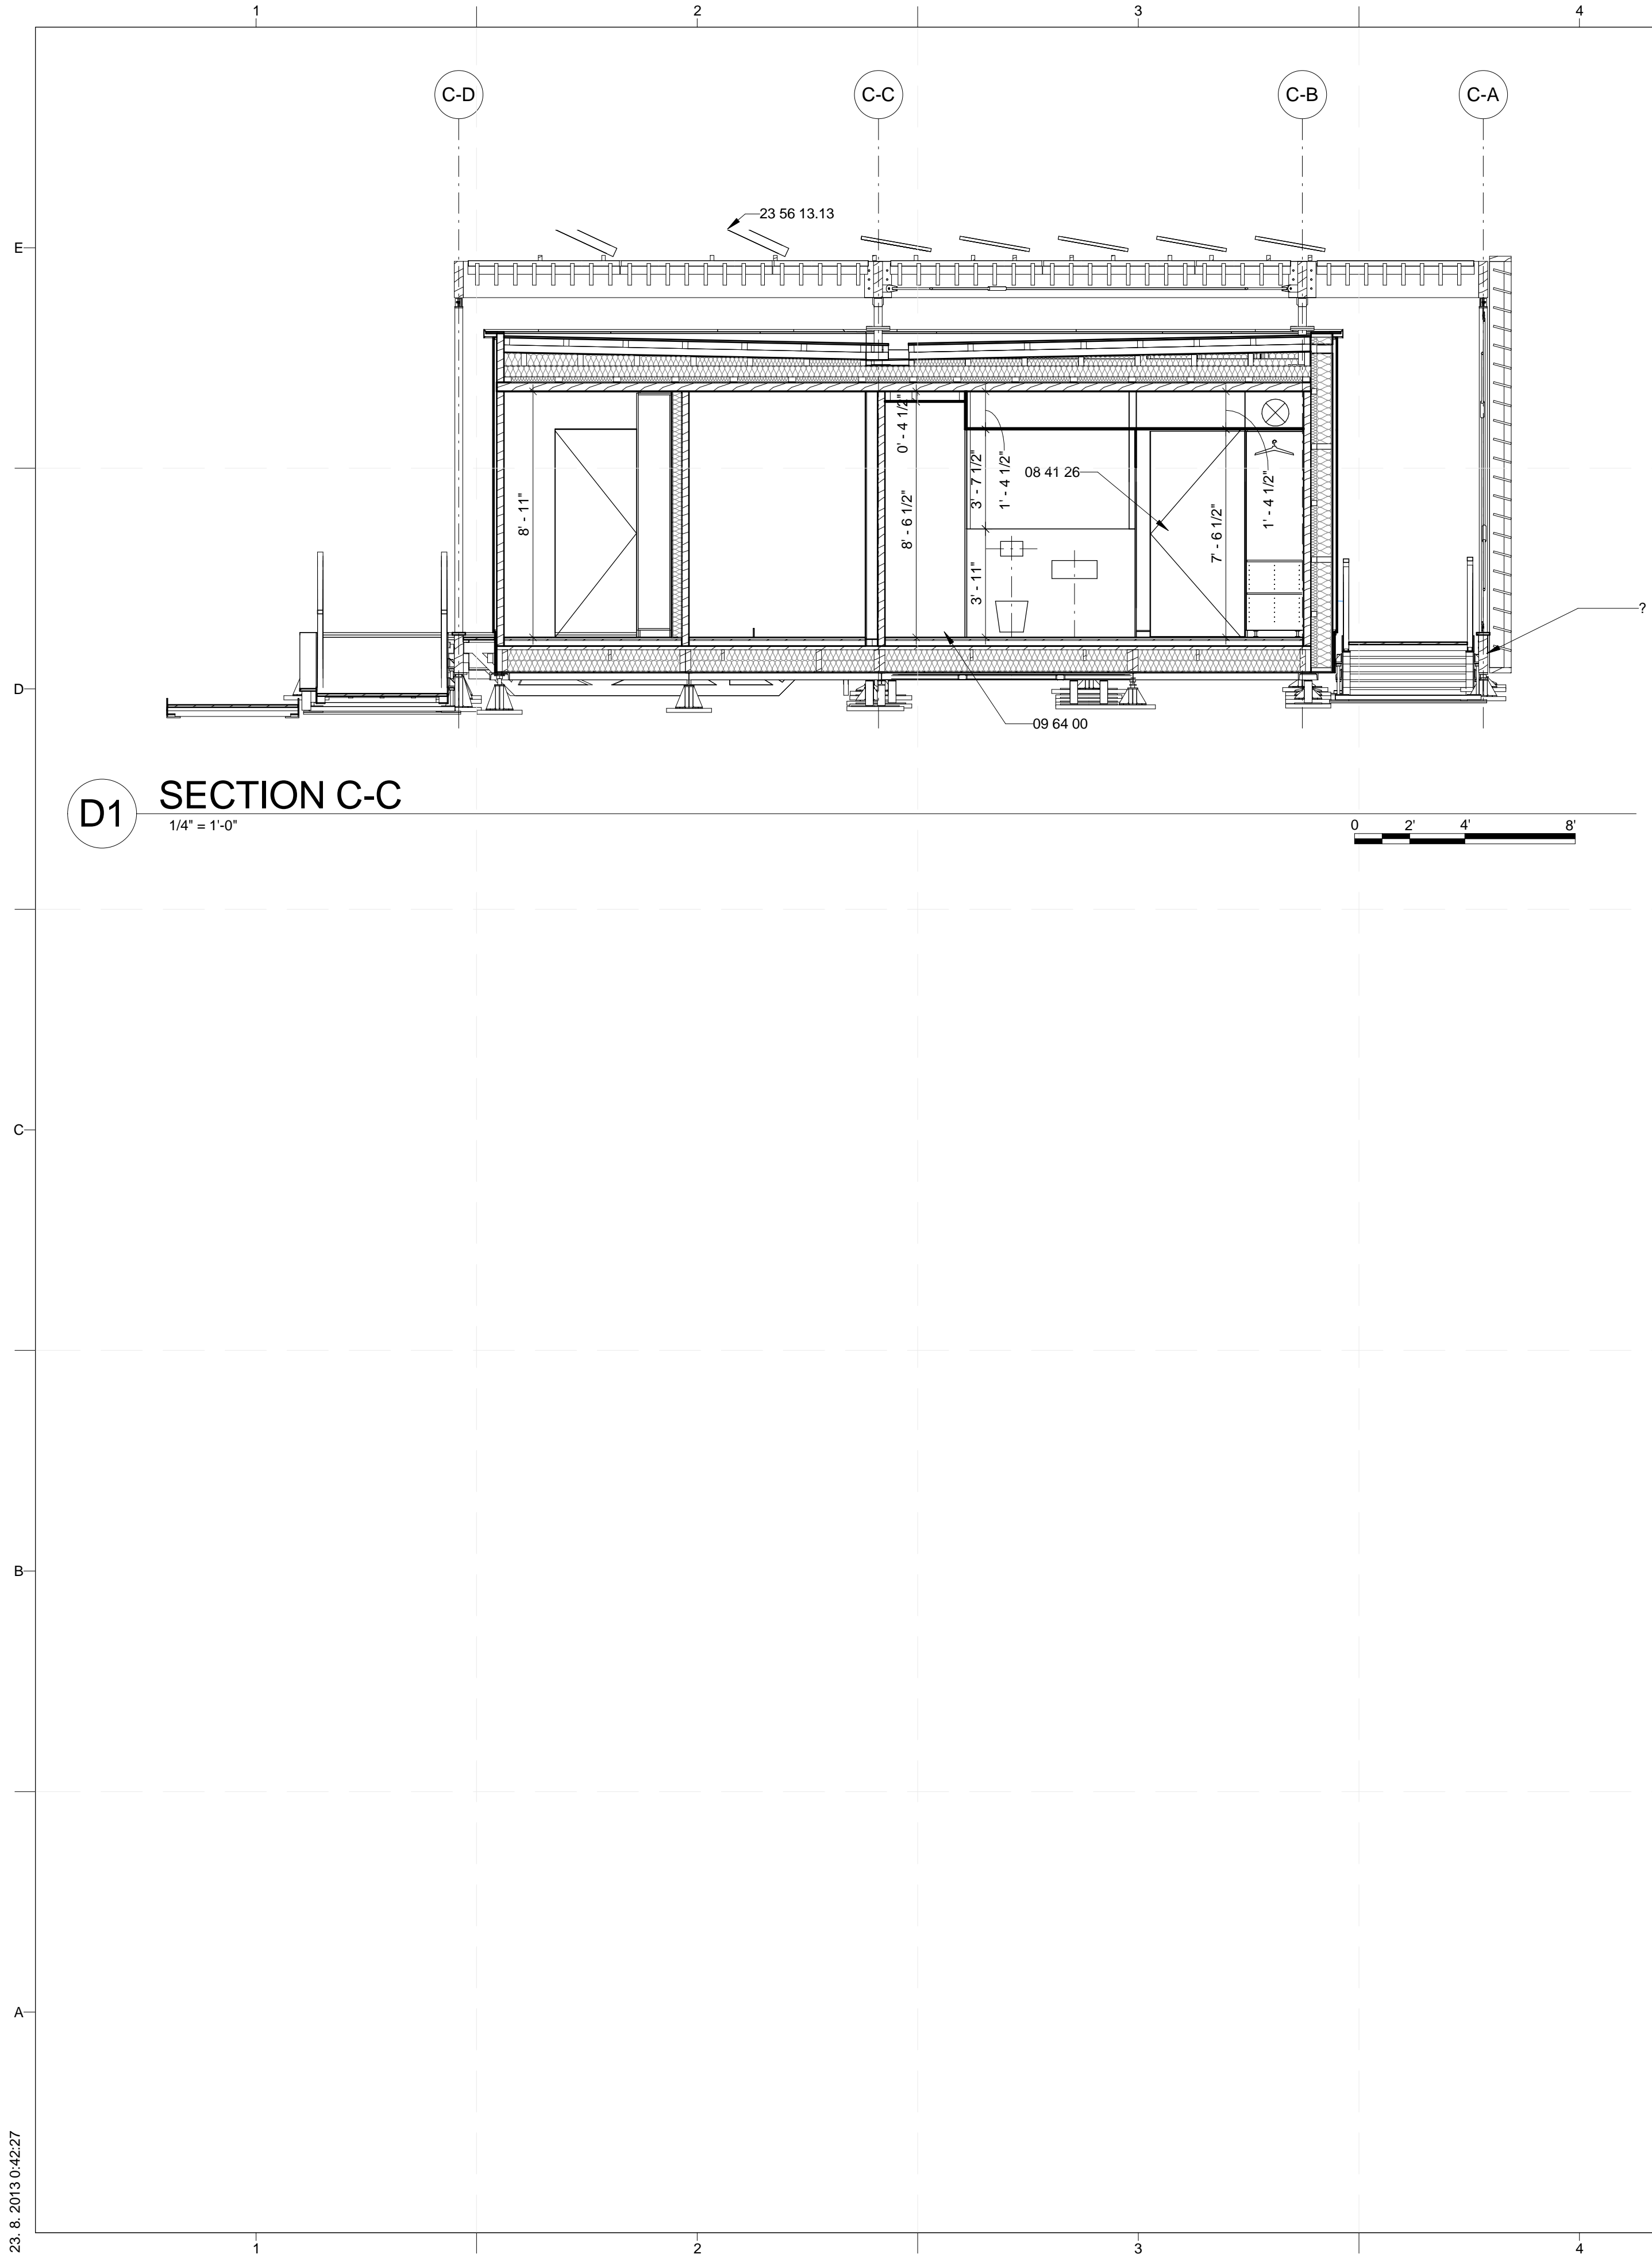 1 2 3 4
C-D C-C C-B C-A
23 56 13.13
E
0' - 4 1/2"
3' - 7 1/2"
1' - 4 1/2"
08 41 26
8' - 11"
8' - 6 1/2"
7' - 6 1/2"
1' - 4 1/2"
3' - 11"
?
D
09 64 00
D1 SECTION C-C
1/4" = 1'-0"
0 2' 4' 8'
C
B
A
23. 8. 2013 0:42:27
1 2 3 4